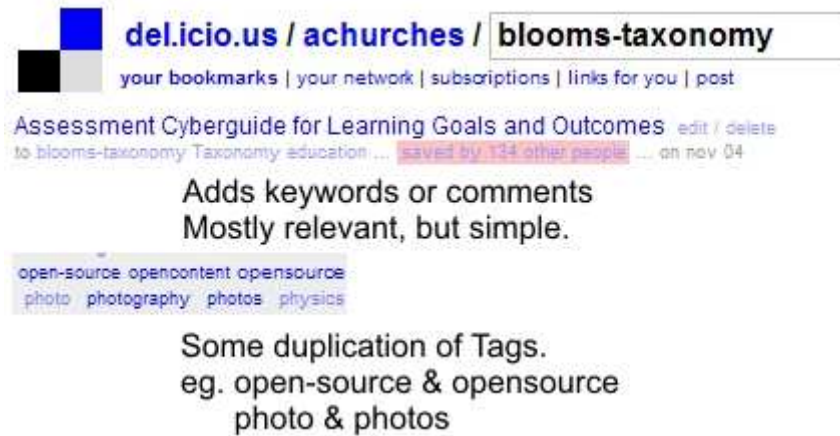 del.icio.us / achurches / blooms-taxonomy
your bookmarks | your network | subscriptions | links for you | post
Assessment Cyberguide for Learning Goals and Outcomes edit / delete
to blooms-taxonomy Taxonomy education ... saved by 134 other people ... on nov 04
Adds keywords or comments
Mostly relevant, but simple.
open-source opencontent opensource
photo photography photos physics
Some duplication of Tags.
eg. open-source & opensource
photo & photos